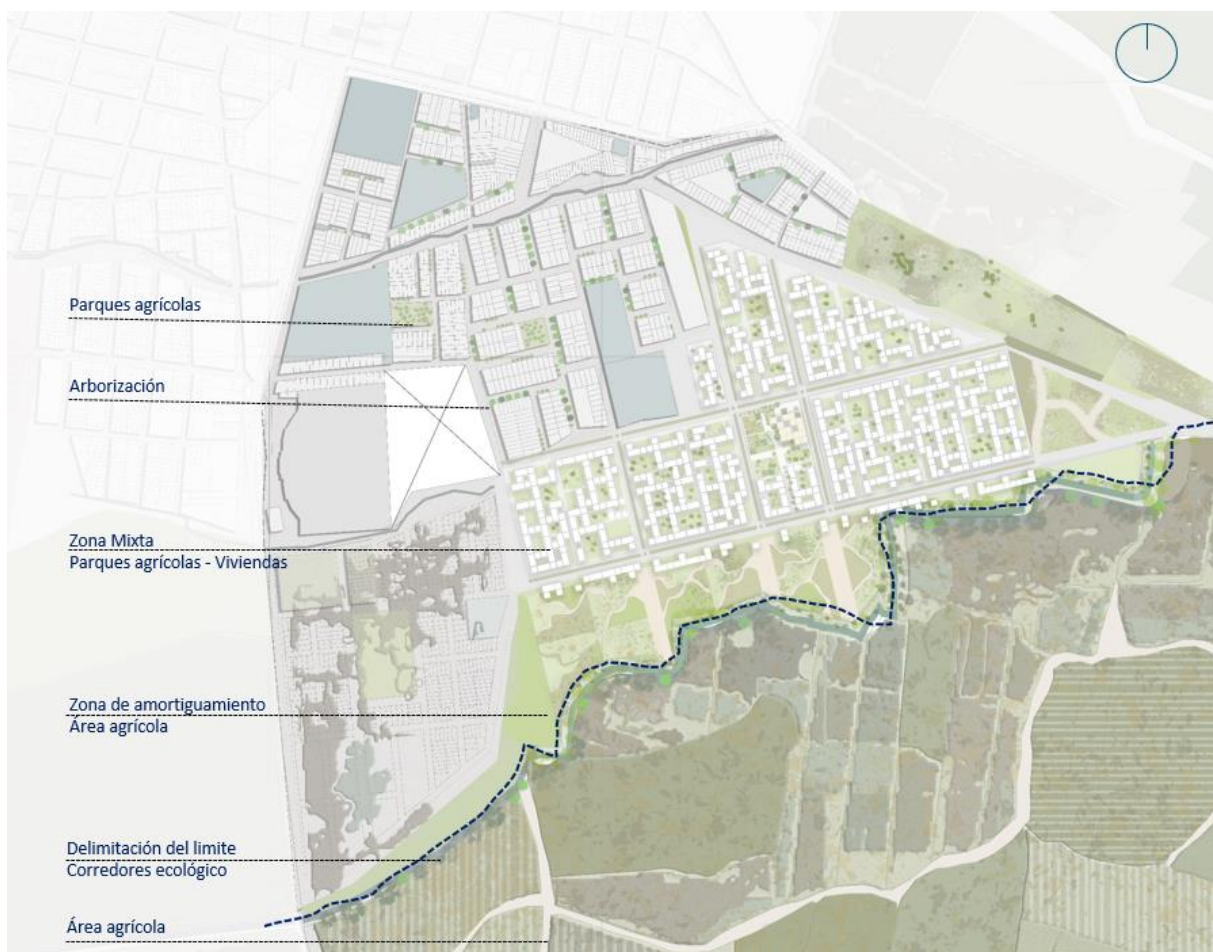 Parques agrícolas
Arborización
Zona Mixta
Parques agrícolas - Viviendas
Zona de amortiguamiento
Área agrícola
Delimitación del limite
Corredores ecológico
Área agrícola